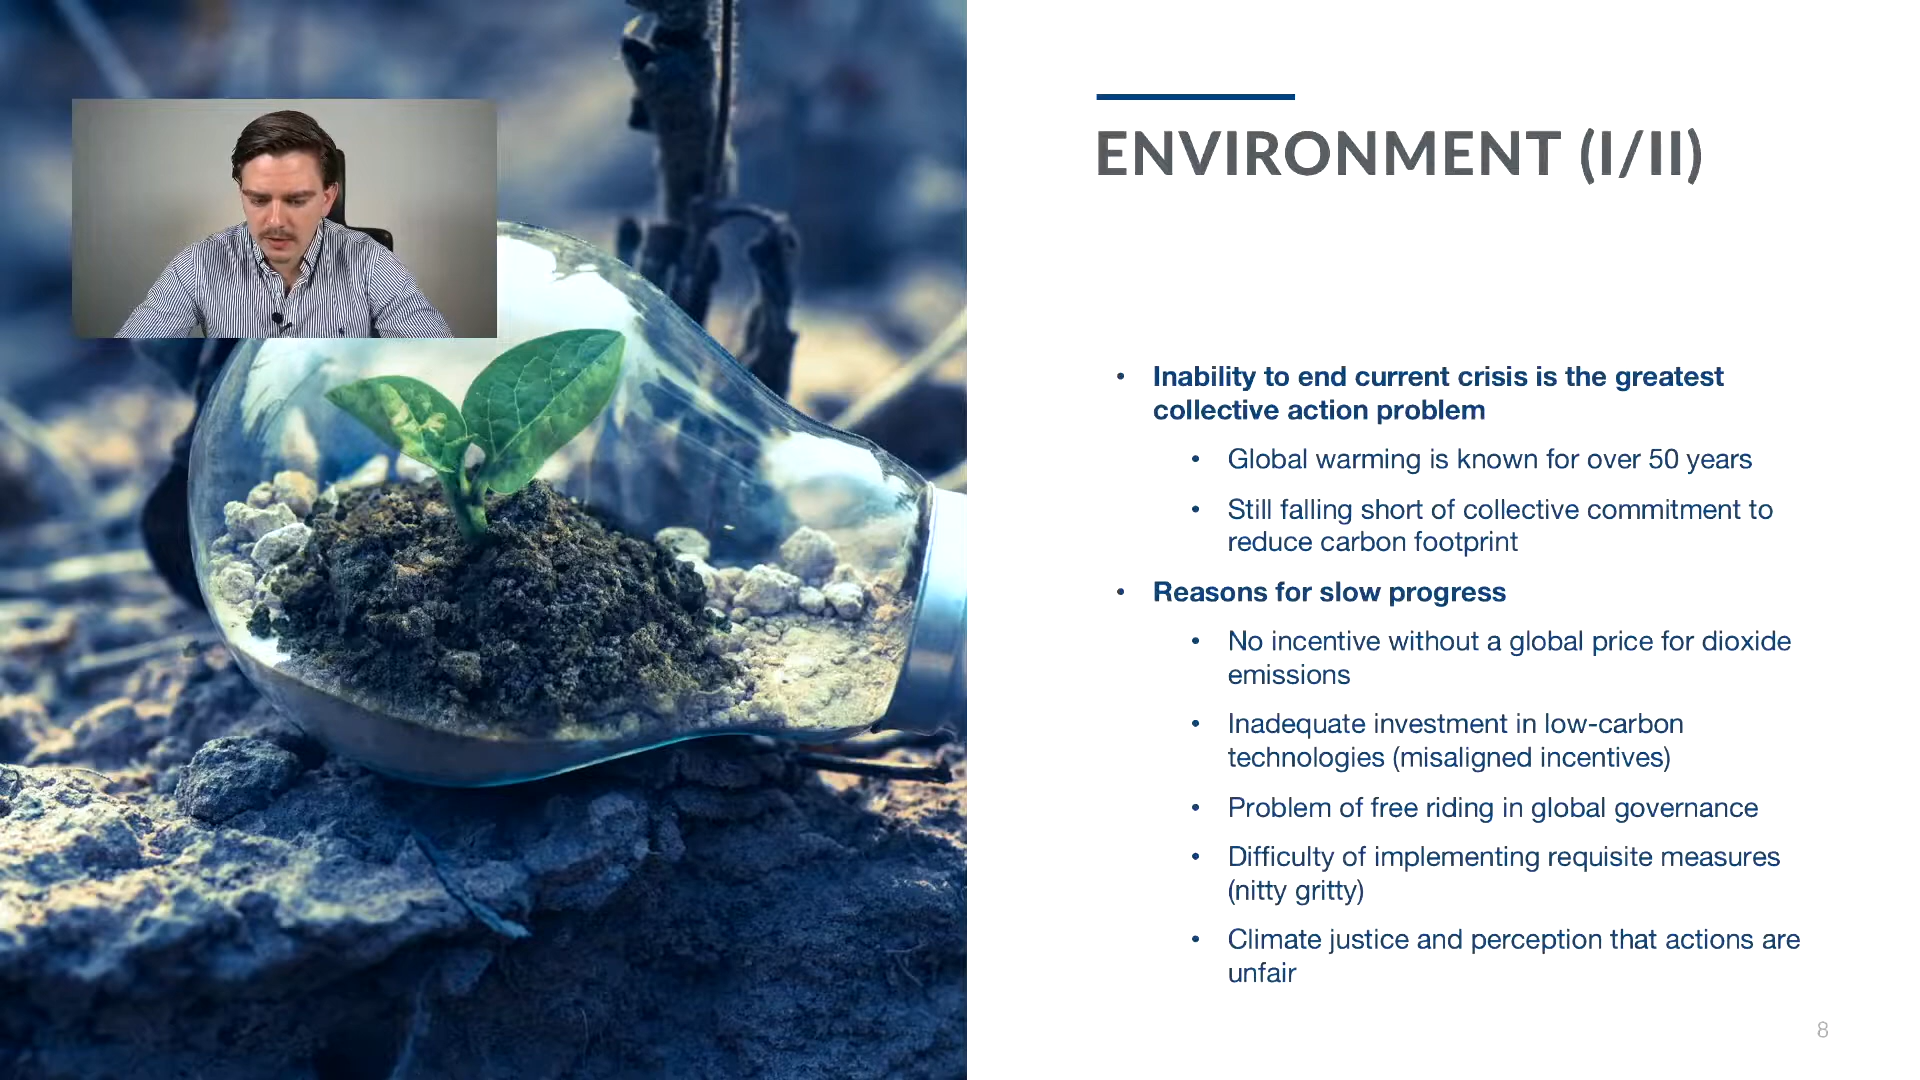 ENVIRONMENT (I/II)
• Inability to end current crisis is the greatest
collective action problem
• Global warming is known for over 50 years
• Still falling short of collective commitment to
reduce carbon footprint
• Reasons for slow progress
• No incentive without a global price for dioxide
emissions
• Inadequate investment in low-carbon
technologies (misaligned incentives)
• Problem of free riding in global governance
• Difficulty of implementing requisite measures
(nitty gritty)
• Climate justice and perception that actions are
unfair
8